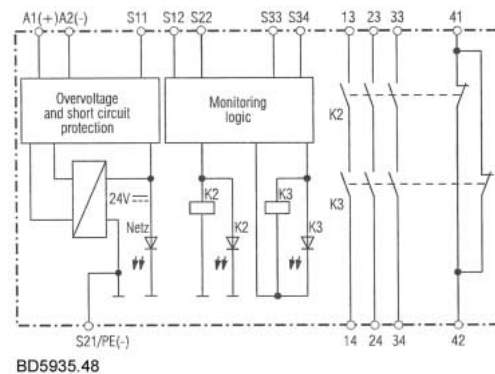 A1(+) A2(-) S11 S12 S22 S33 S34 13 23 33 41
Overvoltage
and short circuit
protection
Monitoring
logic
K2
24V
Netz
K2
K2
K3
K3
K3
S21/PE(-)
14 24 34 42
BD5935.48